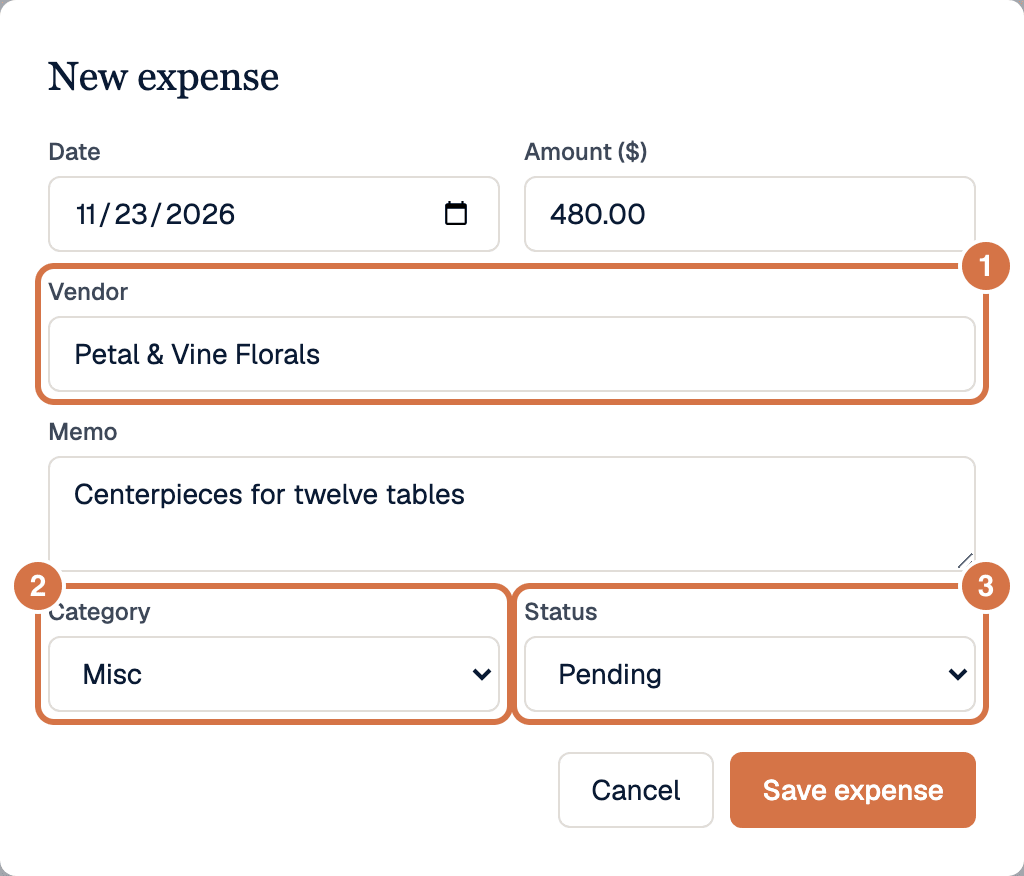 New expense
Date
Amount ($)
11/23/2026
480.00
1
Vendor
Petal & Vine Florals
Memo
Centerpieces for twelve tables
2
3
Category
Status
Misc
Pending
Cancel
Save expense